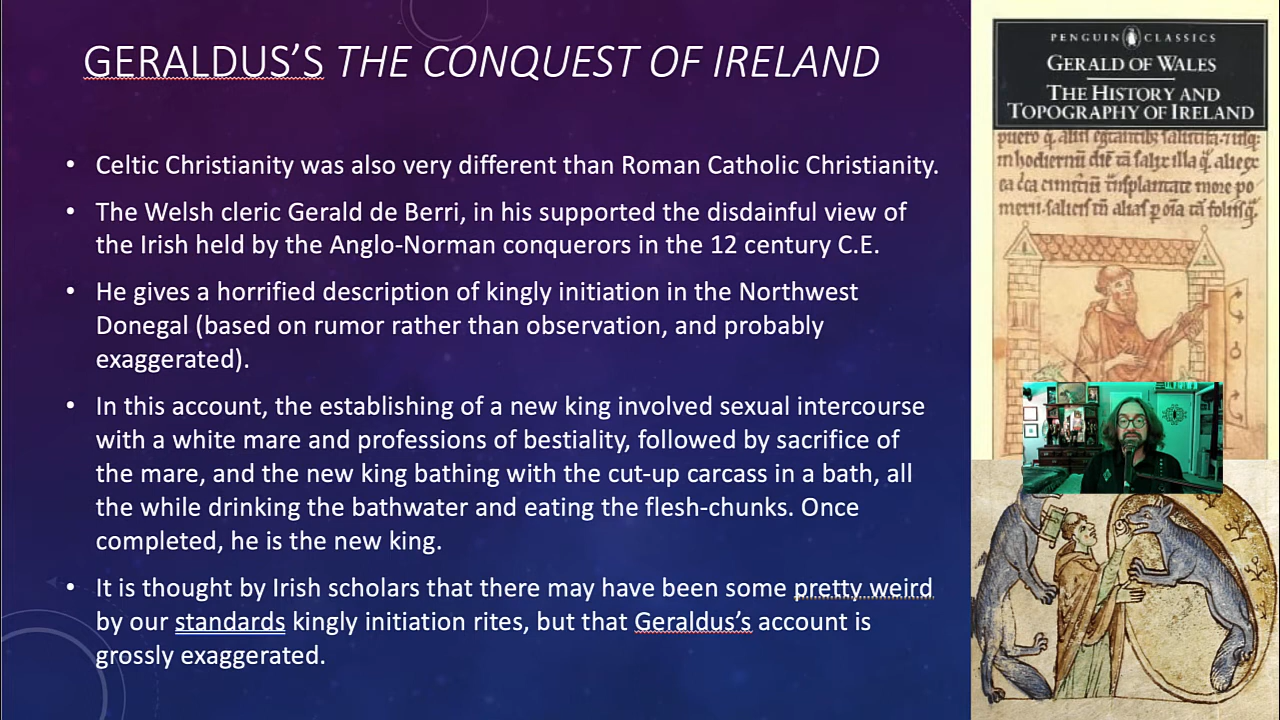 GERALDUS'S THE CONQUEST OF IRELAND
• Celtic Christianity was also very different than Roman Catholic Christianity.
• The Welsh cleric Gerald de Berri, in his supported the disdainful view of
the Irish held by the Anglo-Norman conquerors in the 12 century C.E.
• He gives a horrified description of kingly initiation in the Northwest
Donegal (based on rumor rather than observation, and probably
exaggerated).
• In this account, the establishing of a new king involved sexual intercourse
with a white mare and professions of bestiality, followed by sacrifice of
the mare, and the new king bathing with the cut-up carcass in a bath, all
the while drinking the bathwater and eating the flesh-chunks. Once
completed, he is the new king.
• It is thought by Irish scholars that there may have been some pretty weird
by our standards kingly initiation rites, but that Geraldus's account is
grossly exaggerated.
PENGUIN CLASSICS
GERALD OF WALES
THE HISTORY AND
TOPOGRAPHY OF IRELAND